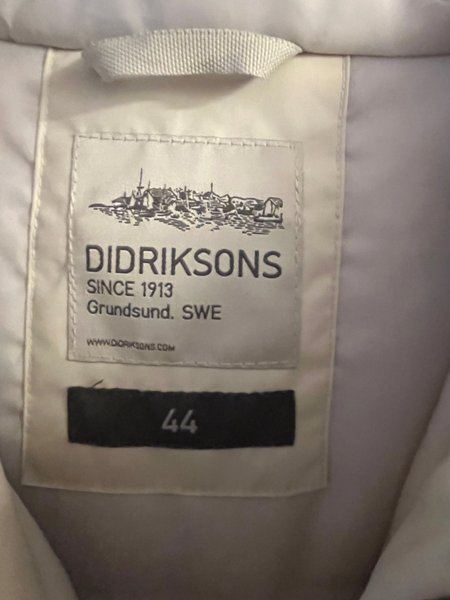 DIDRIKSONS
SINCE 1913
Grundsund. SWE
WWW.DIDRIKSONS.COM
44